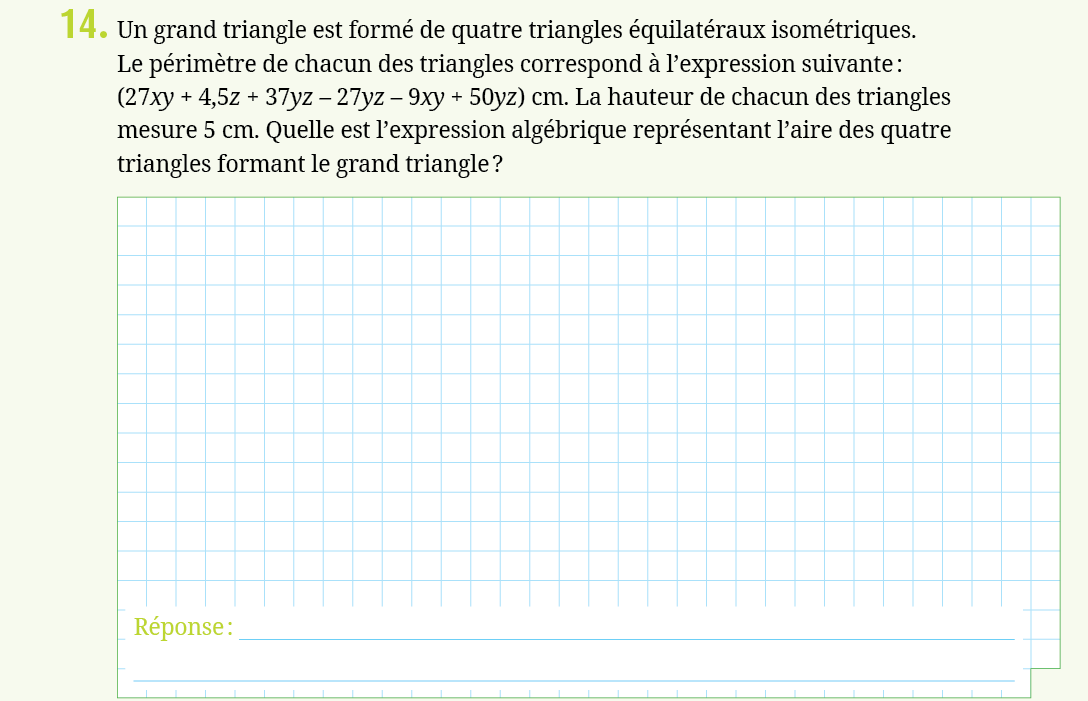 14. Un grand triangle est formé de quatre triangles équilatéraux isométriques.
Le périmètre de chacun des triangles correspond à l’expression suivante :
(27xy + 4,5z + 37yz – 27yz – 9xy + 50yz) cm. La hauteur de chacun des triangles
mesure 5 cm. Quelle est l’expression algébrique représentant l’aire des quatre
triangles formant le grand triangle ?
Réponse :